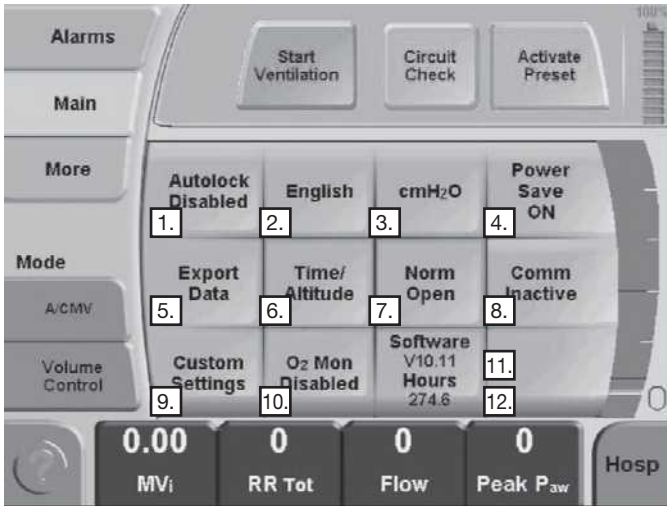 100%
Alarms
Start
Ventilation
Circuit
Check
Activate
Preset
Main
More
Autolock
Disabled
1.
English
2.
cmH₂O
3.
Power
Save
ON
4.
Mode
A/CMV
Volume
Control
Export
Data
5.
Time/
Altitude
6.
Norm
Open
7.
Comm
Inactive
8.
Custom
Settings
9.
O₂ Mon
Disabled
10.
Software
V10.11
Hours
274.6
11.
12.
?
0.00
MVi
0
RR Tot
0
Flow
0
Peak Paw
0
Hosp